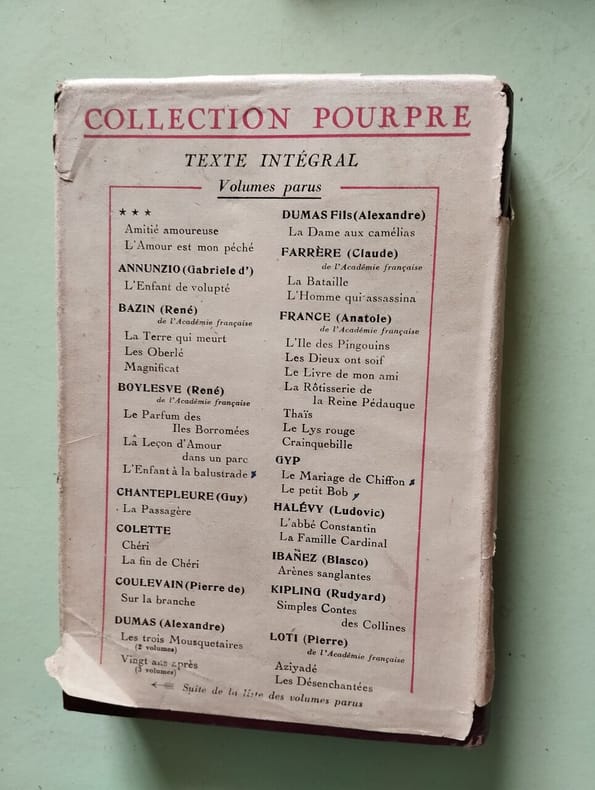 COLLECTION POURPRE
TEXTE INTÉGRAL
Volumes parus
★ ★ ★
Amitié amoureuse
L'Amour est mon péché
ANNUNZIO (Gabriele d')
L'Enfant de volupté
BAZIN (René)
de l'Académie française
La Terre qui meurt
Les Oberlé
Magnificat
BOYLESVE (René)
de l'Académie française
Le Parfum des
Iles Borromées
La Leçon d'Amour
dans un parc
L'Enfant à la balustrade
CHANTEPLEURE (Guy)
La Passagère
COLETTE
Chéri
La fin de Chéri
COULEVAIN (Pierre de)
Sur la branche
DUMAS (Alexandre)
Les trois Mousquetaires
(2 volumes)
Vingt ans après
(3 volumes)
DUMAS Fils (Alexandre)
La Dame aux camélias
FARRÈRE (Claude)
de l'Académie française
La Bataille
L'Homme qui assassina
FRANCE (Anatole)
de l'Académie française
L'Ile des Pingouins
Les Dieux ont soif
Le Livre de mon ami
La Rôtisserie de
la Reine Pédauque
Thaïs
Le Lys rouge
Crainquebille
GYP
Le Mariage de Chiffon
Le petit Bob
HALÉVY (Ludovic)
L'abbé Constantin
La Famille Cardinal
IBAÑEZ (Blasco)
Arènes sanglantes
KIPLING (Rudyard)
Simples Contes
des Collines
LOTI (Pierre)
de l'Académie française
Aziyadé
Les Désenchantées
Suite de la liste des volumes parus